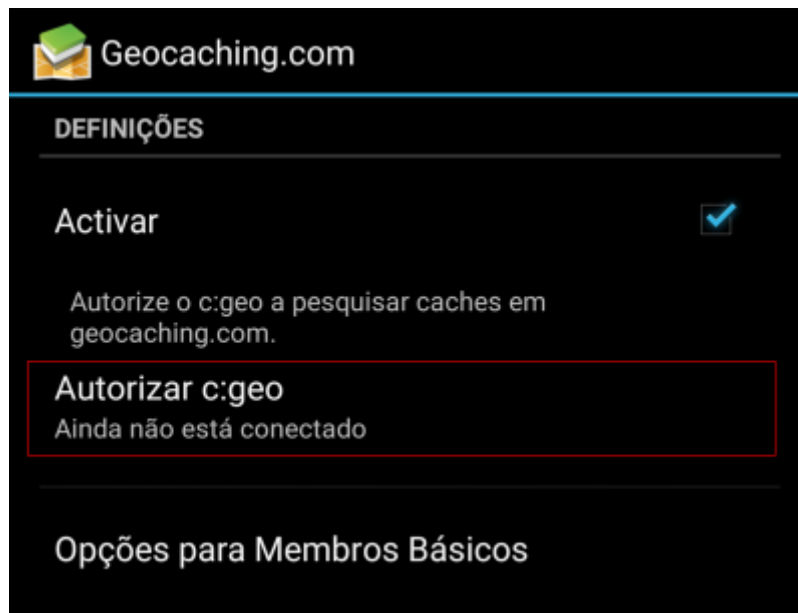 Geocaching.com
DEFINIÇÕES
Activar
Autorize o c:geo a pesquisar caches em
geocaching.com.
Autorizar c:geo
Ainda não está conectado
Opções para Membros Básicos